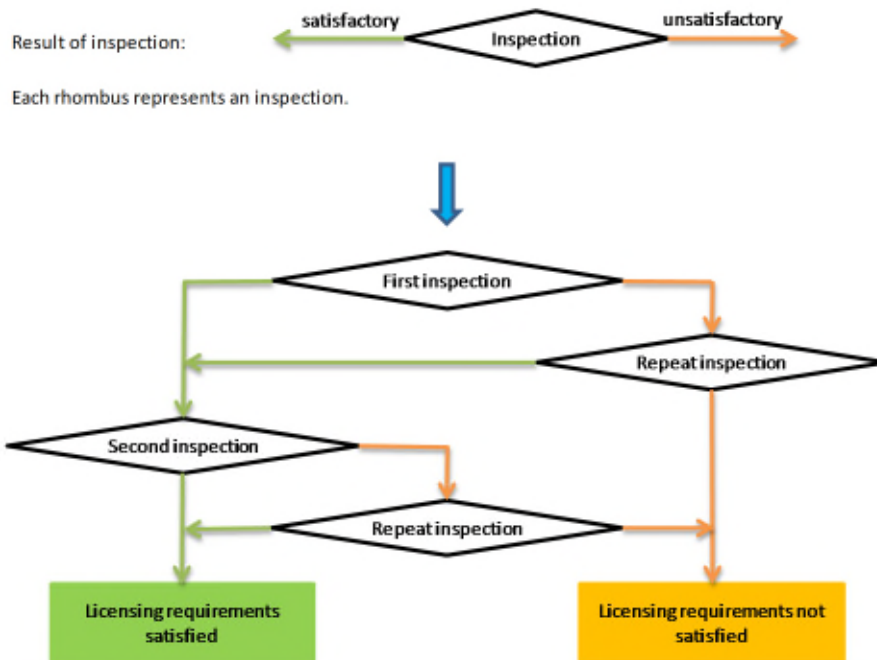 satisfactory
unsatisfactory
Result of inspection:
Inspection
Each rhombus represents an inspection.
First inspection
Repeat inspection
Second inspection
Repeat inspection
Licensing requirements
satisfied
Licensing requirements not
satisfied